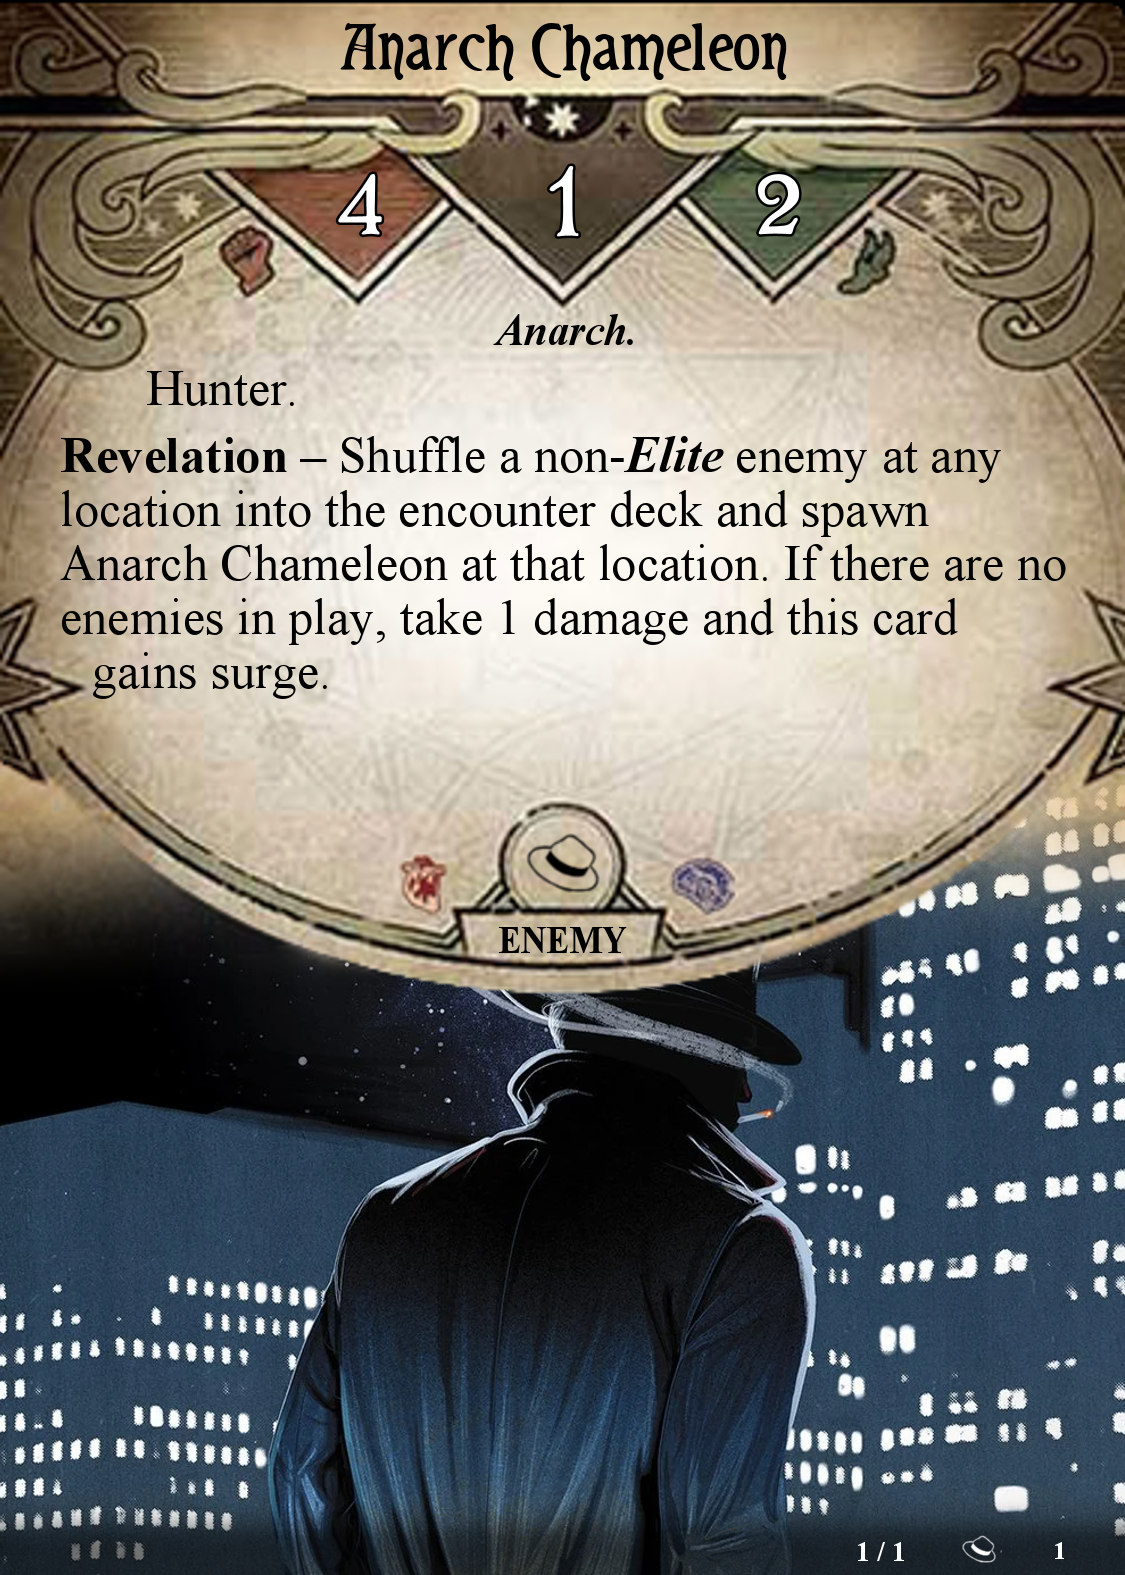 Anarch Chameleon
4 1 2
Anarch.
Hunter.
Revelation – Shuffle a non-Elite enemy at any
location into the encounter deck and spawn
Anarch Chameleon at that location. If there are no
enemies in play, take 1 damage and this card
gains surge.
ENEMY
1 / 1 1